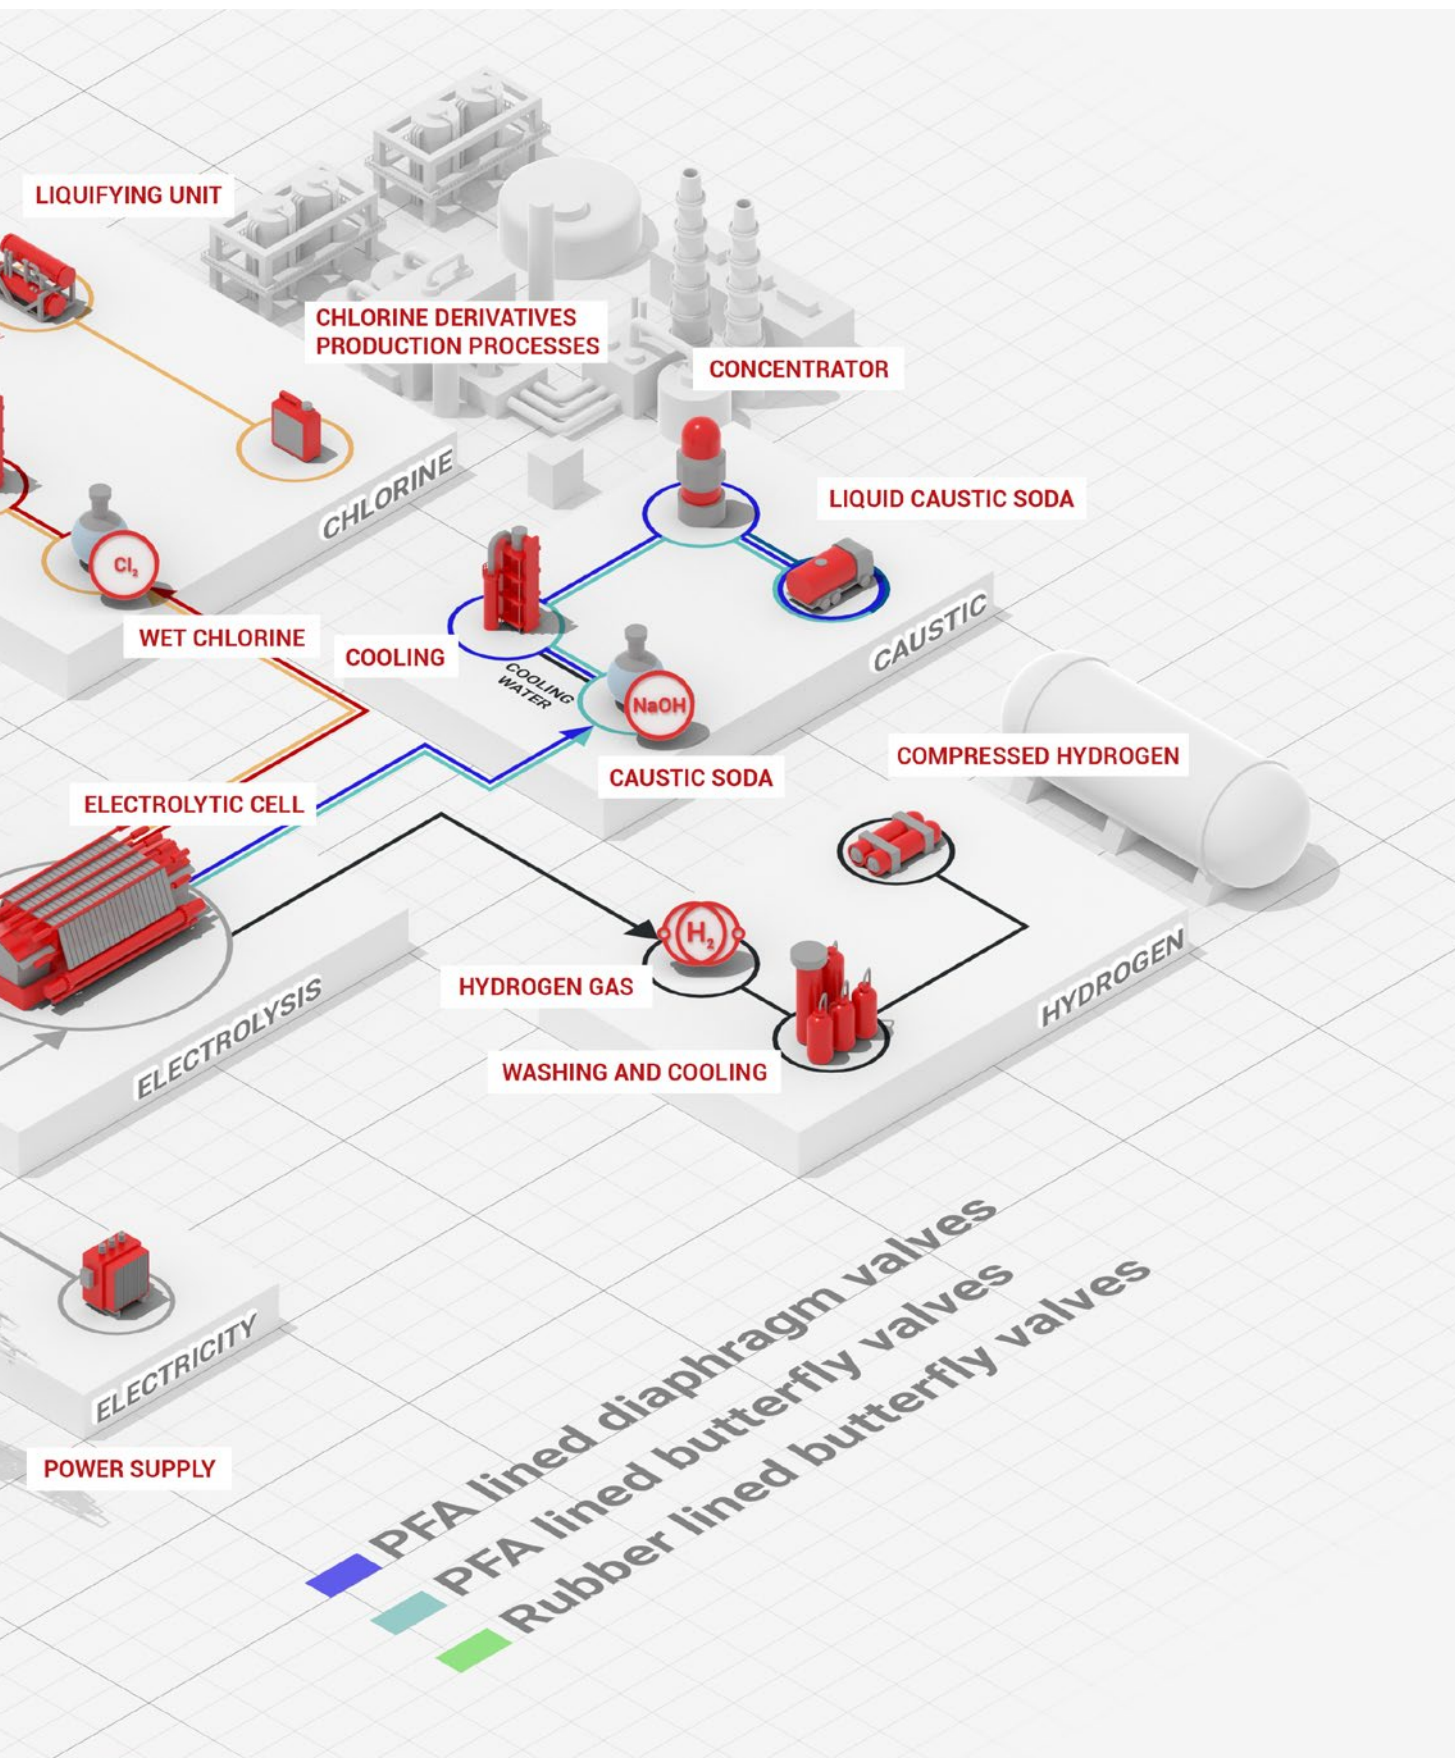 LIQUIFYING UNIT
CHLORINE DERIVATIVES
PRODUCTION PROCESSES
CONCENTRATOR
CHLORINE
LIQUID CAUSTIC SODA
Cl₂
CAUSTIC
WET CHLORINE
COOLING
COOLING
WATER
NaOH
COMPRESSED HYDROGEN
CAUSTIC SODA
ELECTROLYTIC CELL
H₂
HYDROGEN GAS
HYDROGEN
ELECTROLYSIS
WASHING AND COOLING
ELECTRICITY
POWER SUPPLY
PFA lined diaphragm valves
PFA lined butterfly valves
Rubber lined butterfly valves